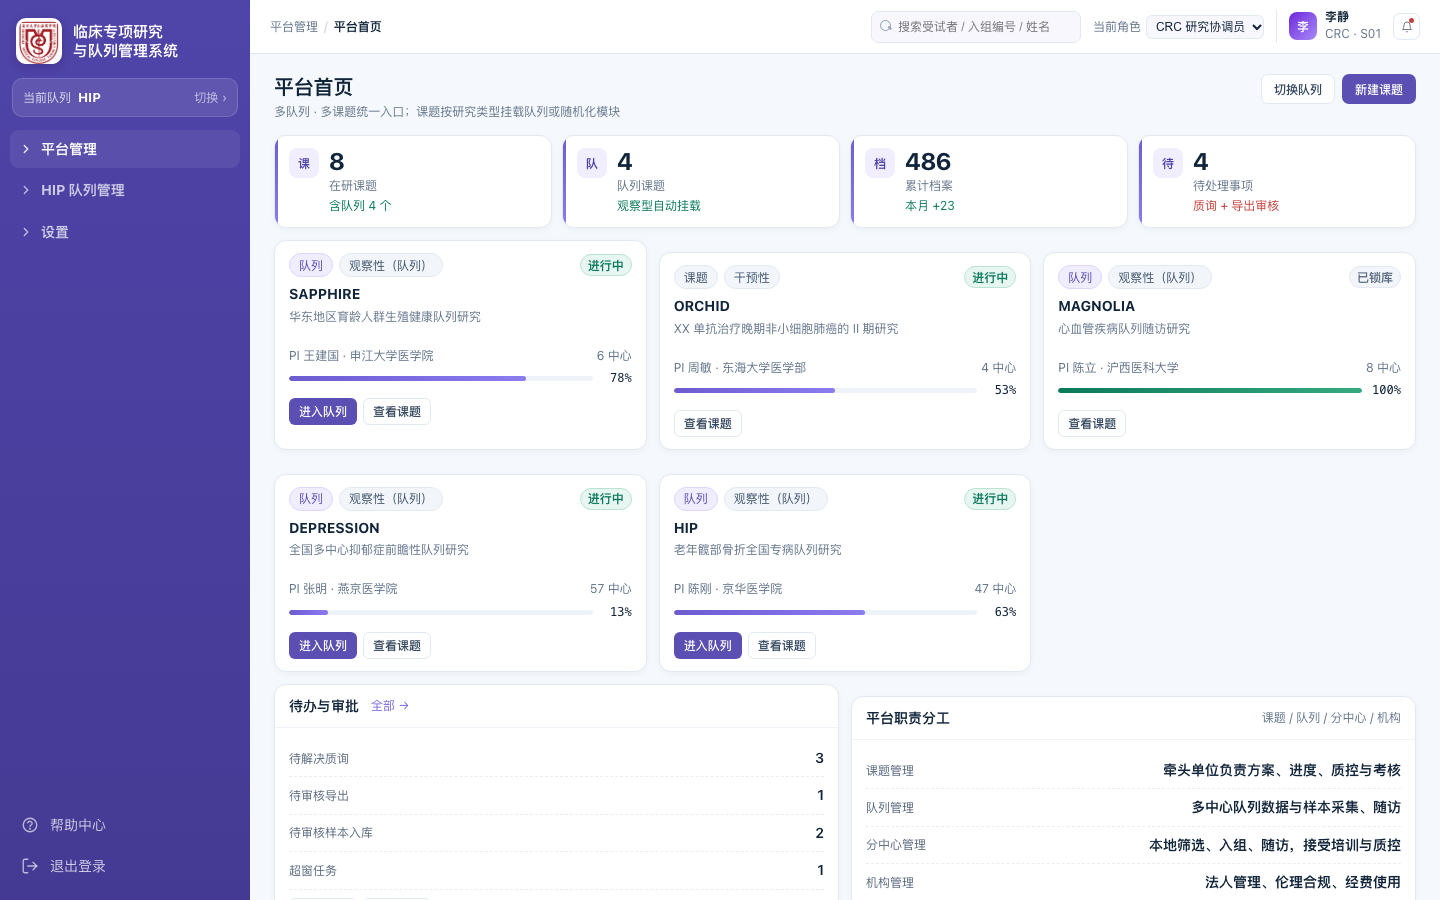 临床专项研究
与队列管理系统
当前队列 HIP 切换 ›
平台管理
HIP 队列管理
设置
帮助中心
退出登录
平台管理 / 平台首页
搜索受试者 / 入组编号 / 姓名
当前角色 CRC 研究协调员
李
李静
CRC · S01
平台首页
多队列 · 多课题统一入口；课题按研究类型挂载队列或随机化模块
切换队列 新建课题
课 8
在研课题
含队列 4 个
队 4
队列课题
观察型自动挂载
档 486
累计档案
本月 +23
待 4
待处理事项
质询 + 导出审核
队列 观察性（队列） 进行中
SAPPHIRE
华东地区育龄人群生殖健康队列研究
PI 王建国 · 申江大学医学院 6 中心
78%
进入队列 查看课题
课题 干预性 进行中
ORCHID
XX 单抗治疗晚期非小细胞肺癌的 II 期研究
PI 周敏 · 东海大学医学部 4 中心
53%
查看课题
队列 观察性（队列） 已锁库
MAGNOLIA
心血管疾病队列随访研究
PI 陈立 · 沪西医科大学 8 中心
100%
查看课题
队列 观察性（队列） 进行中
DEPRESSION
全国多中心抑郁症前瞻性队列研究
PI 张明 · 燕京医学院 57 中心
13%
进入队列 查看课题
队列 观察性（队列） 进行中
HIP
老年髋部骨折全国专病队列研究
PI 陈刚 · 京华医学院 47 中心
63%
进入队列 查看课题
待办与审批 全部 →
待解决质询 3
待审核导出 1
待审核样本入库 2
超窗任务 1
平台职责分工 课题 / 队列 / 分中心 / 机构
课题管理 牵头单位负责方案、进度、质控与考核
队列管理 多中心队列数据与样本采集、随访
分中心管理 本地筛选、入组、随访，接受培训与质控
机构管理 法人管理、伦理合规、经费使用